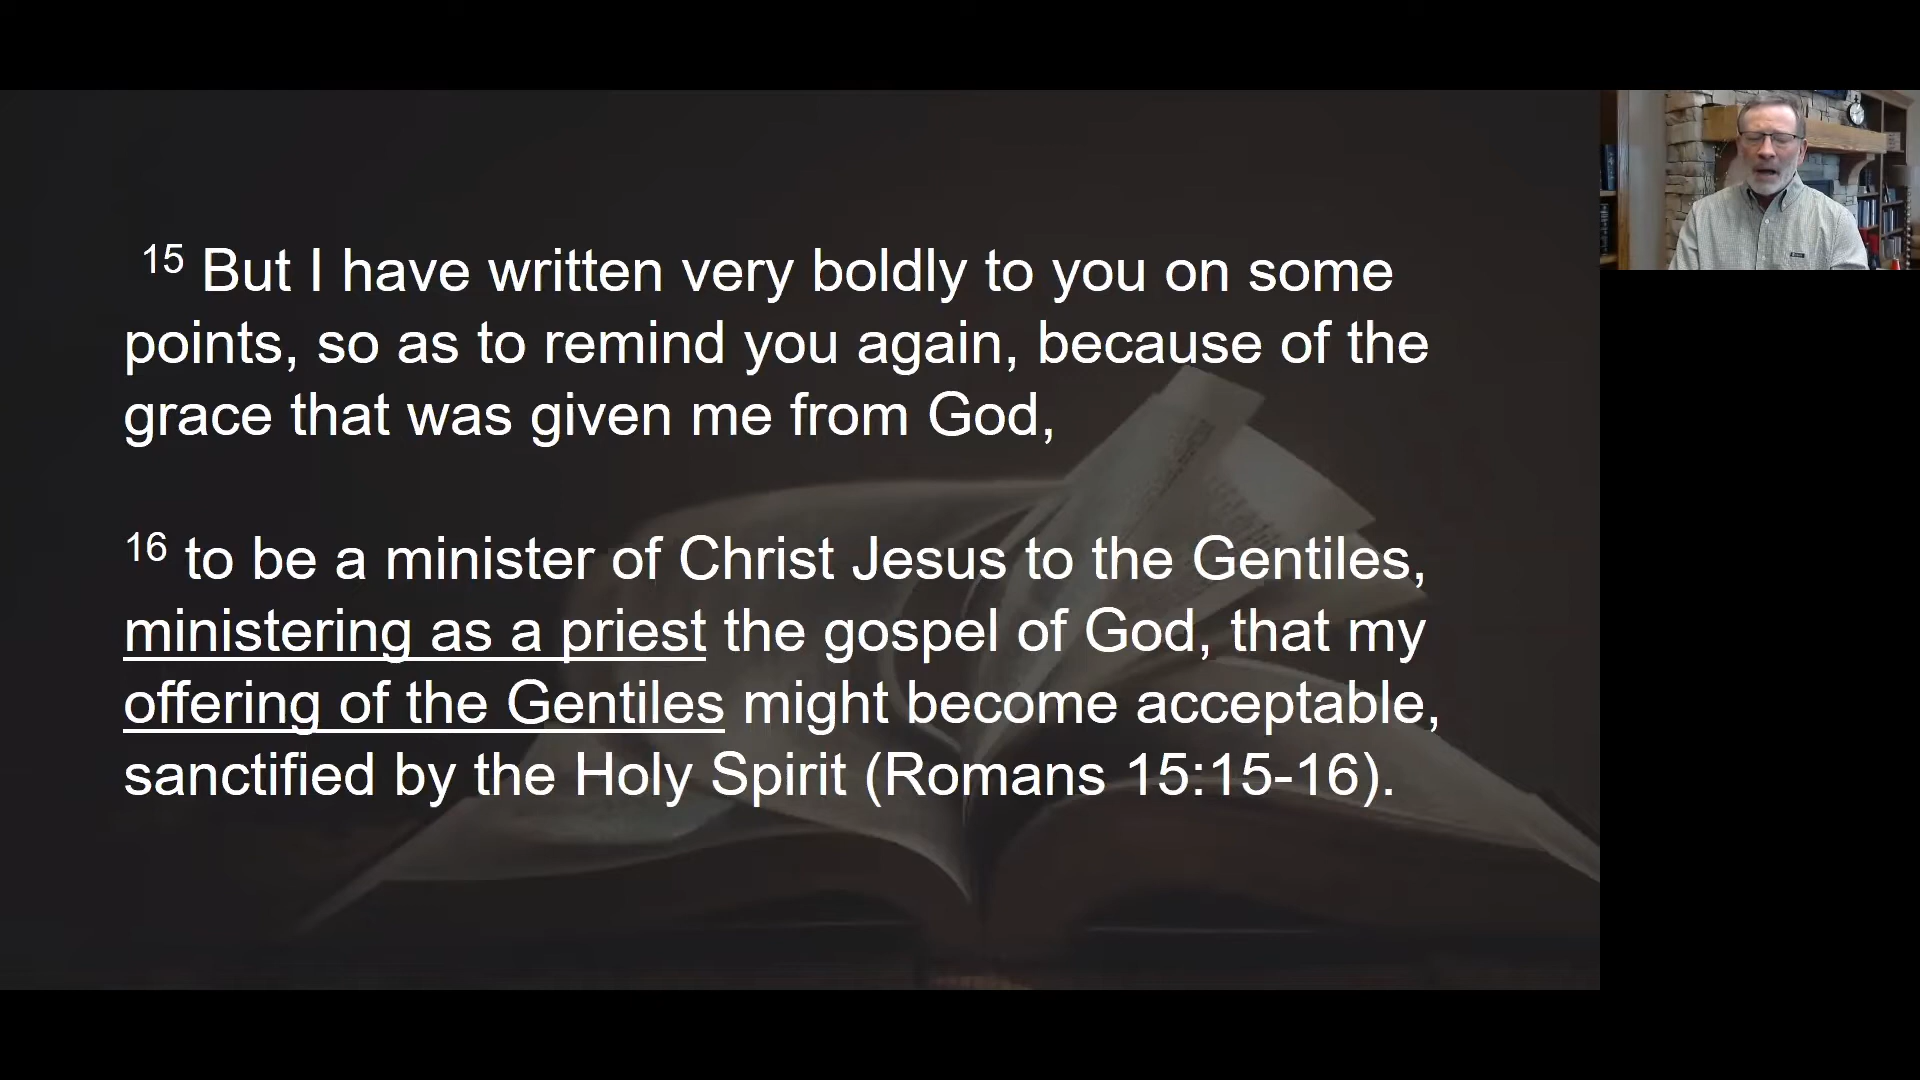 15 But I have written very boldly to you on some
points, so as to remind you again, because of the
grace that was given me from God,
16 to be a minister of Christ Jesus to the Gentiles,
ministering as a priest the gospel of God, that my
offering of the Gentiles might become acceptable,
sanctified by the Holy Spirit (Romans 15:15-16).